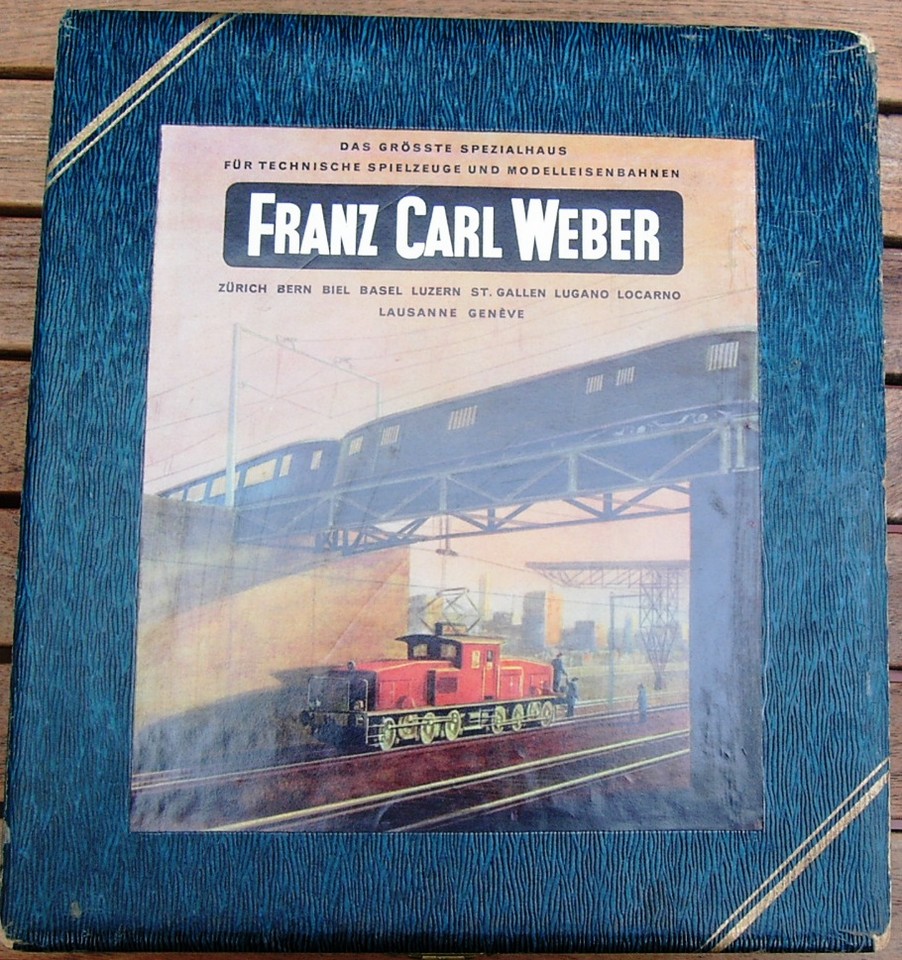 DAS GRÖSSTE SPEZIALHAUS
FÜR TECHNISCHE SPIELZEUGE UND MODELLEISENBAHNEN
FRANZ CARL WEBER
ZÜRICH BERN BIEL BASEL LUZERN ST. GALLEN LUGANO LOCARNO
LAUSANNE GENÈVE